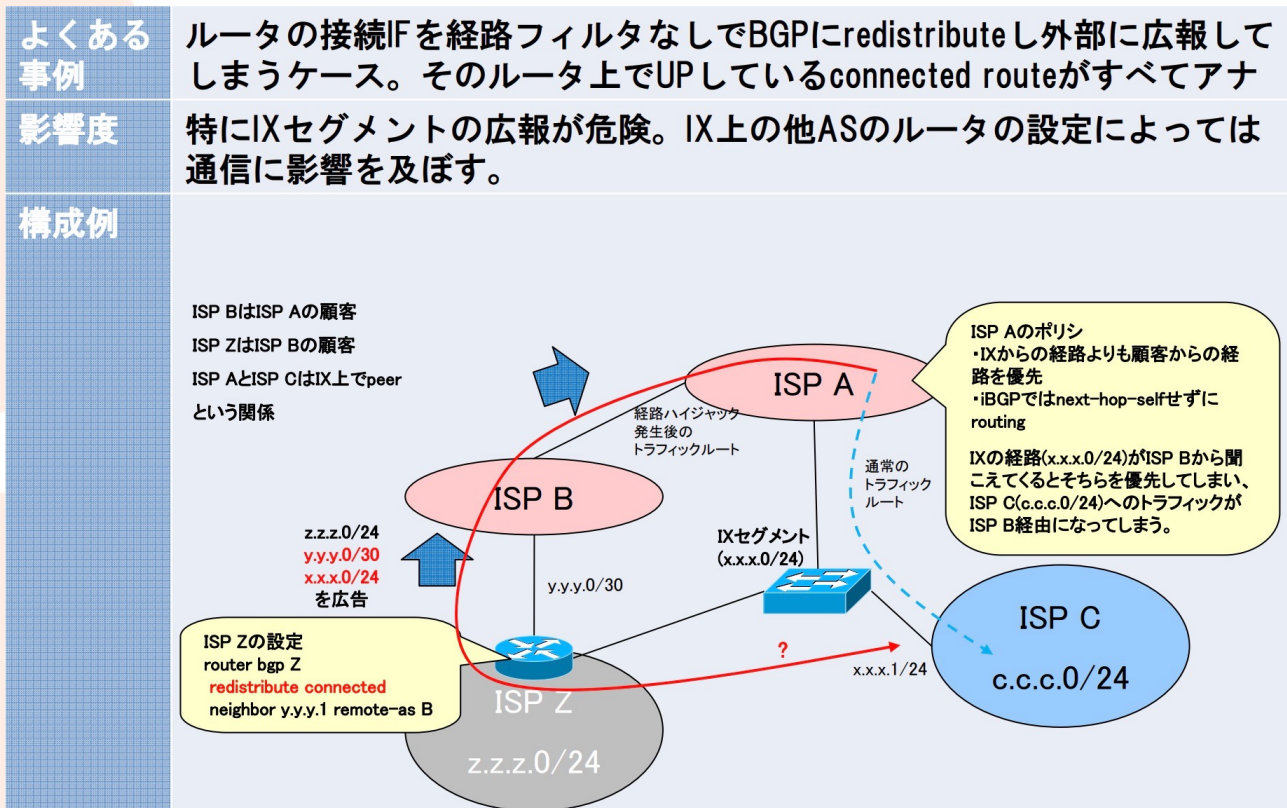 よくある
事例
ルータの接続IFを経路フィルタなしでBGPにredistributeし外部に広報して
しまうケース。そのルータ上でUPしているconnected routeがすべてアナ
影響度
特にIXセグメントの広報が危険。IX上の他ASのルータの設定によっては
通信に影響を及ぼす。
構成例
ISP BはISP Aの顧客
ISP ZはISP Bの顧客
ISP AとISP CはIX上でpeer
という関係
ISP A
ISP Aのポリシ
・IXからの経路よりも顧客からの経
路を優先
・iBGPではnext-hop-selfせずに
routing
IXの経路(x.x.x.0/24)がISP Bから聞
こえてくるとそちらを優先してしまい、
ISP C(c.c.c.0/24)へのトラフィックが
ISP B経由になってしまう。
経路ハイジャック
発生後の
トラフィックルート
通常の
トラフィック
ルート
ISP B
z.z.z.0/24
y.y.y.0/30
x.x.x.0/24
を広告
y.y.y.0/30
IXセグメント
(x.x.x.0/24)
ISP Zの設定
router bgp Z
redistribute connected
neighbor y.y.y.1 remote-as B
?
x.x.x.1/24
ISP C
c.c.c.0/24
ISP Z
z.z.z.0/24